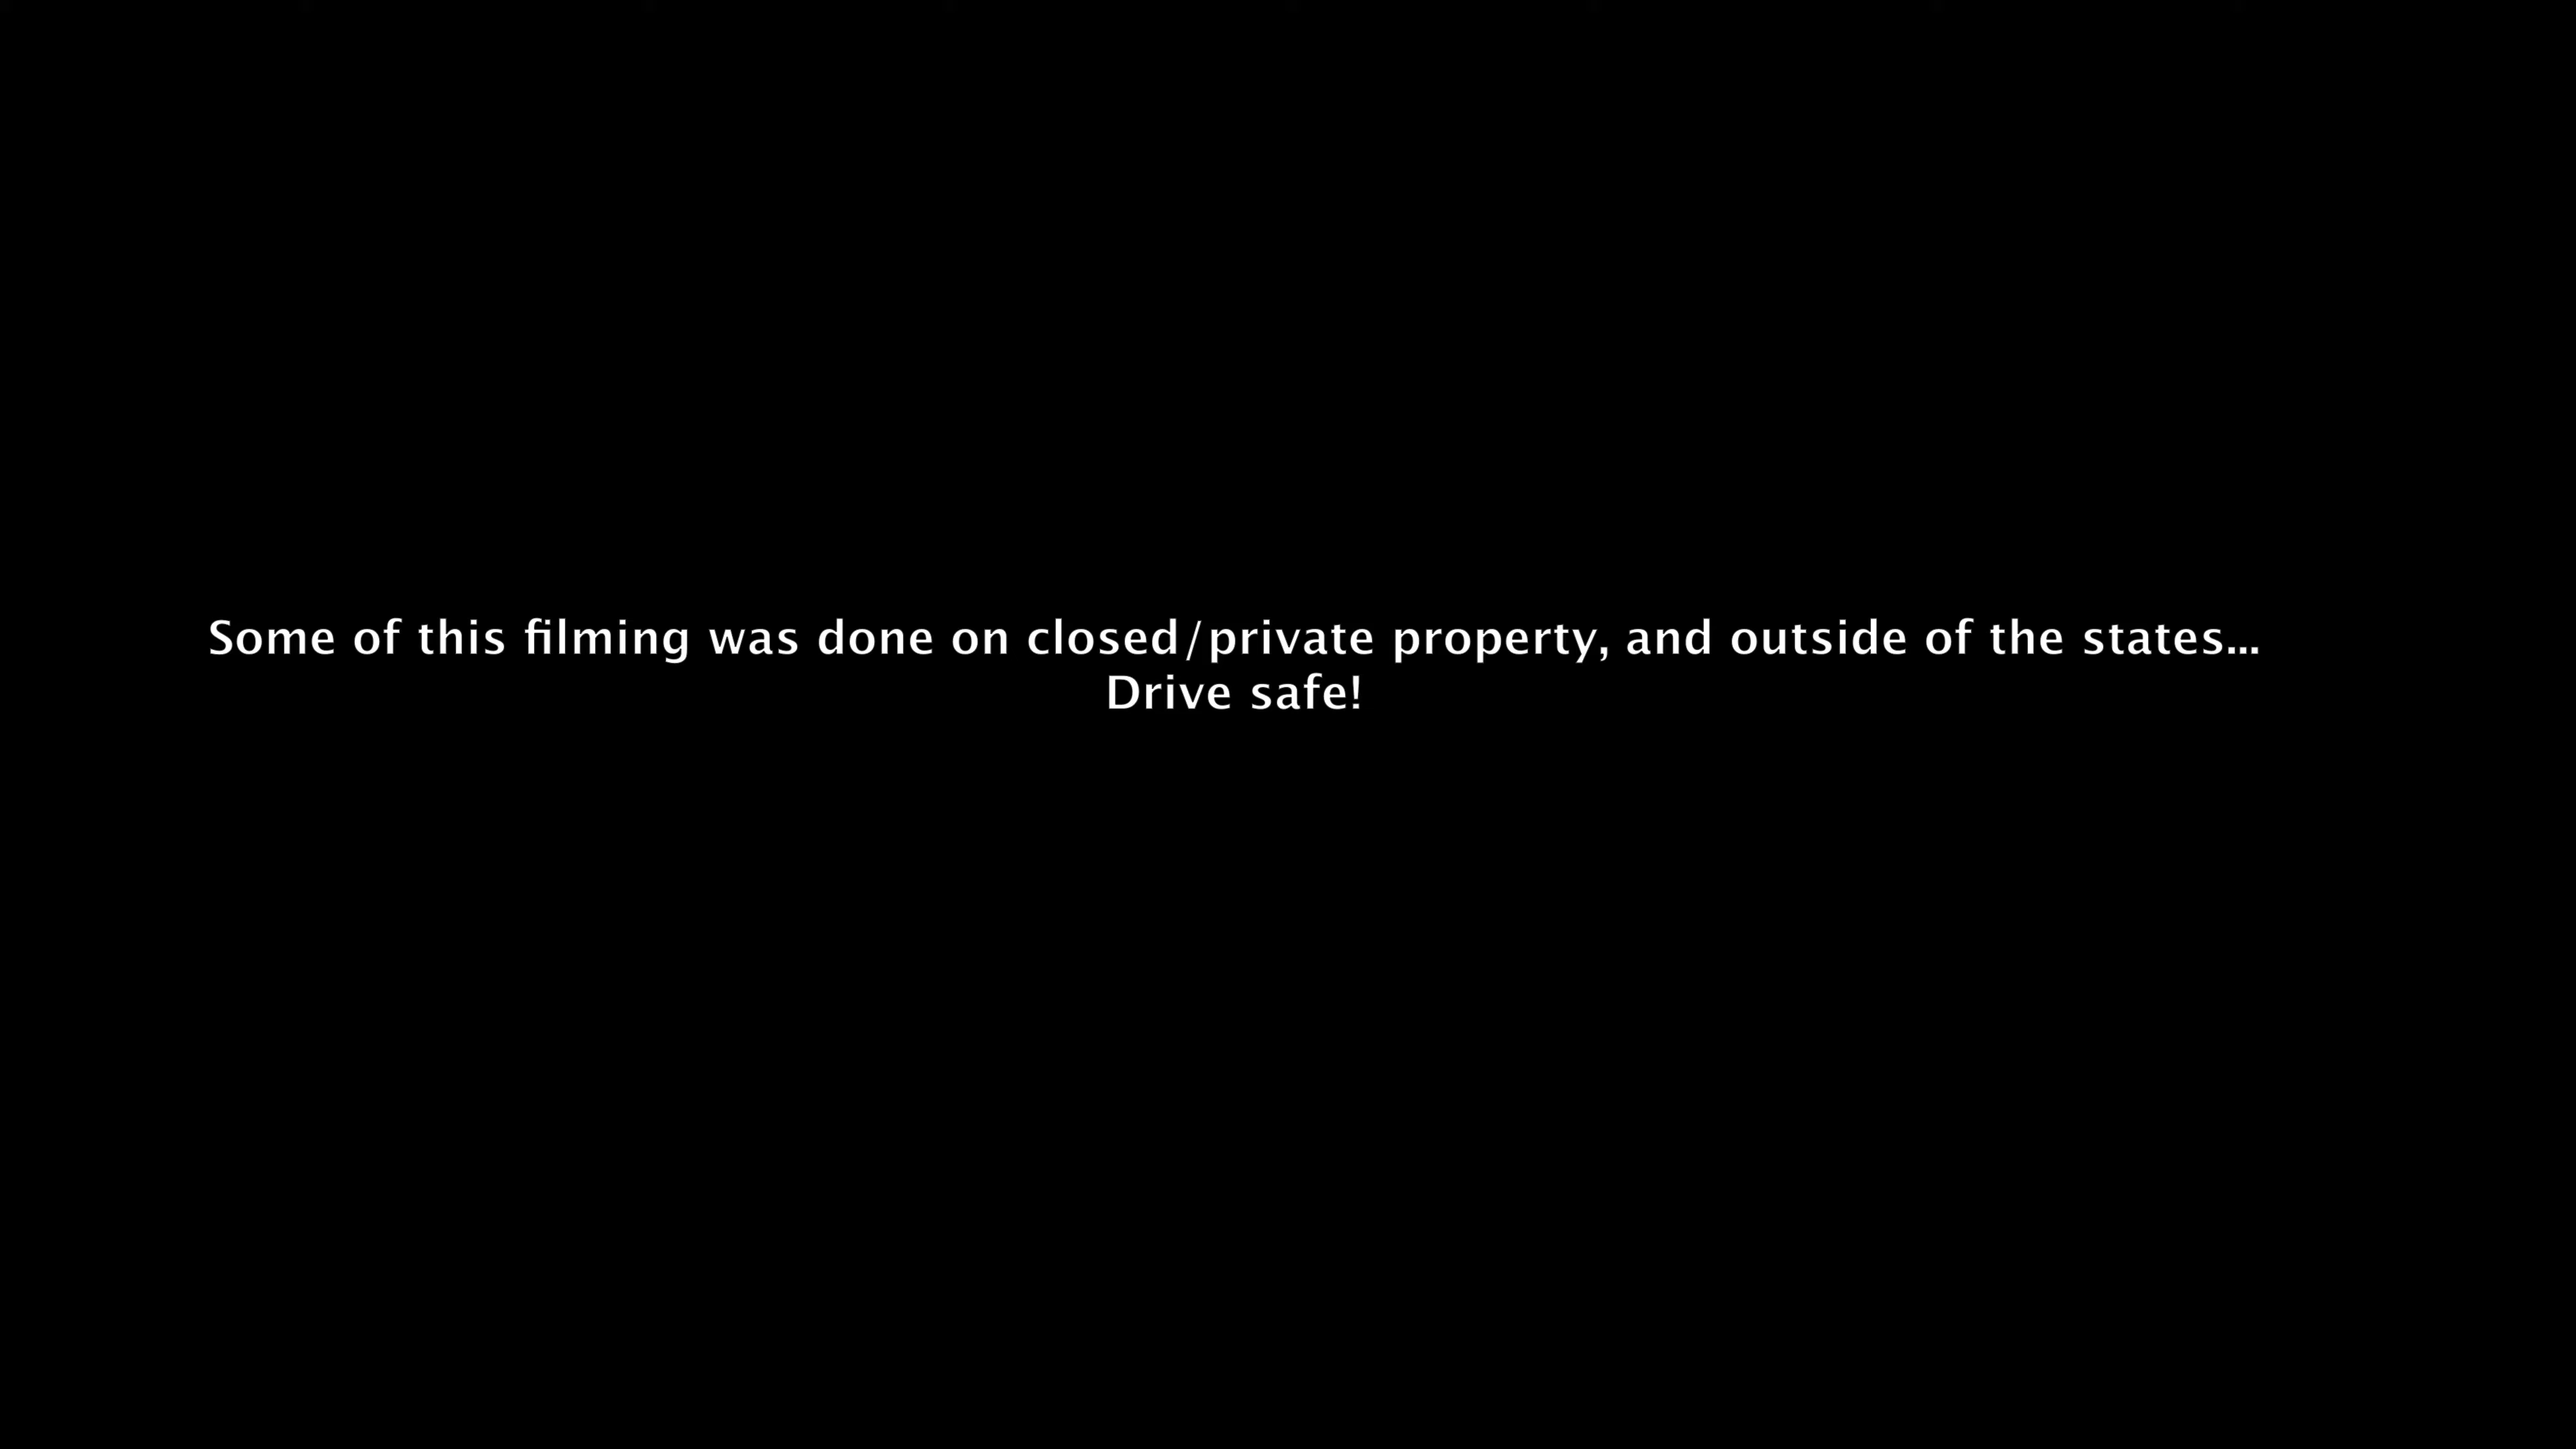 Some of this filming was done on closed/private property, and outside of the states...
Drive safe!